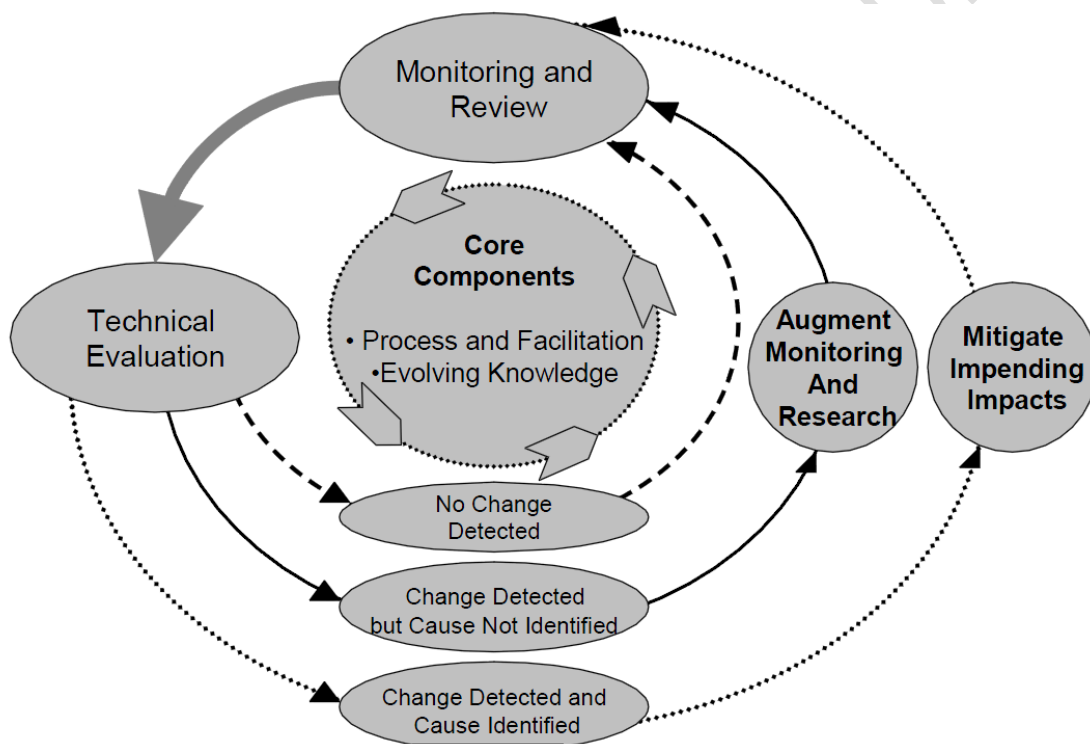 Monitoring and
Review
Core
Components
• Process and Facilitation
•Evolving Knowledge
Technical
Evaluation
Augment
Monitoring
And
Research
Mitigate
Impending
Impacts
No Change
Detected
Change Detected
but Cause Not Identified
Change Detected and
Cause Identified